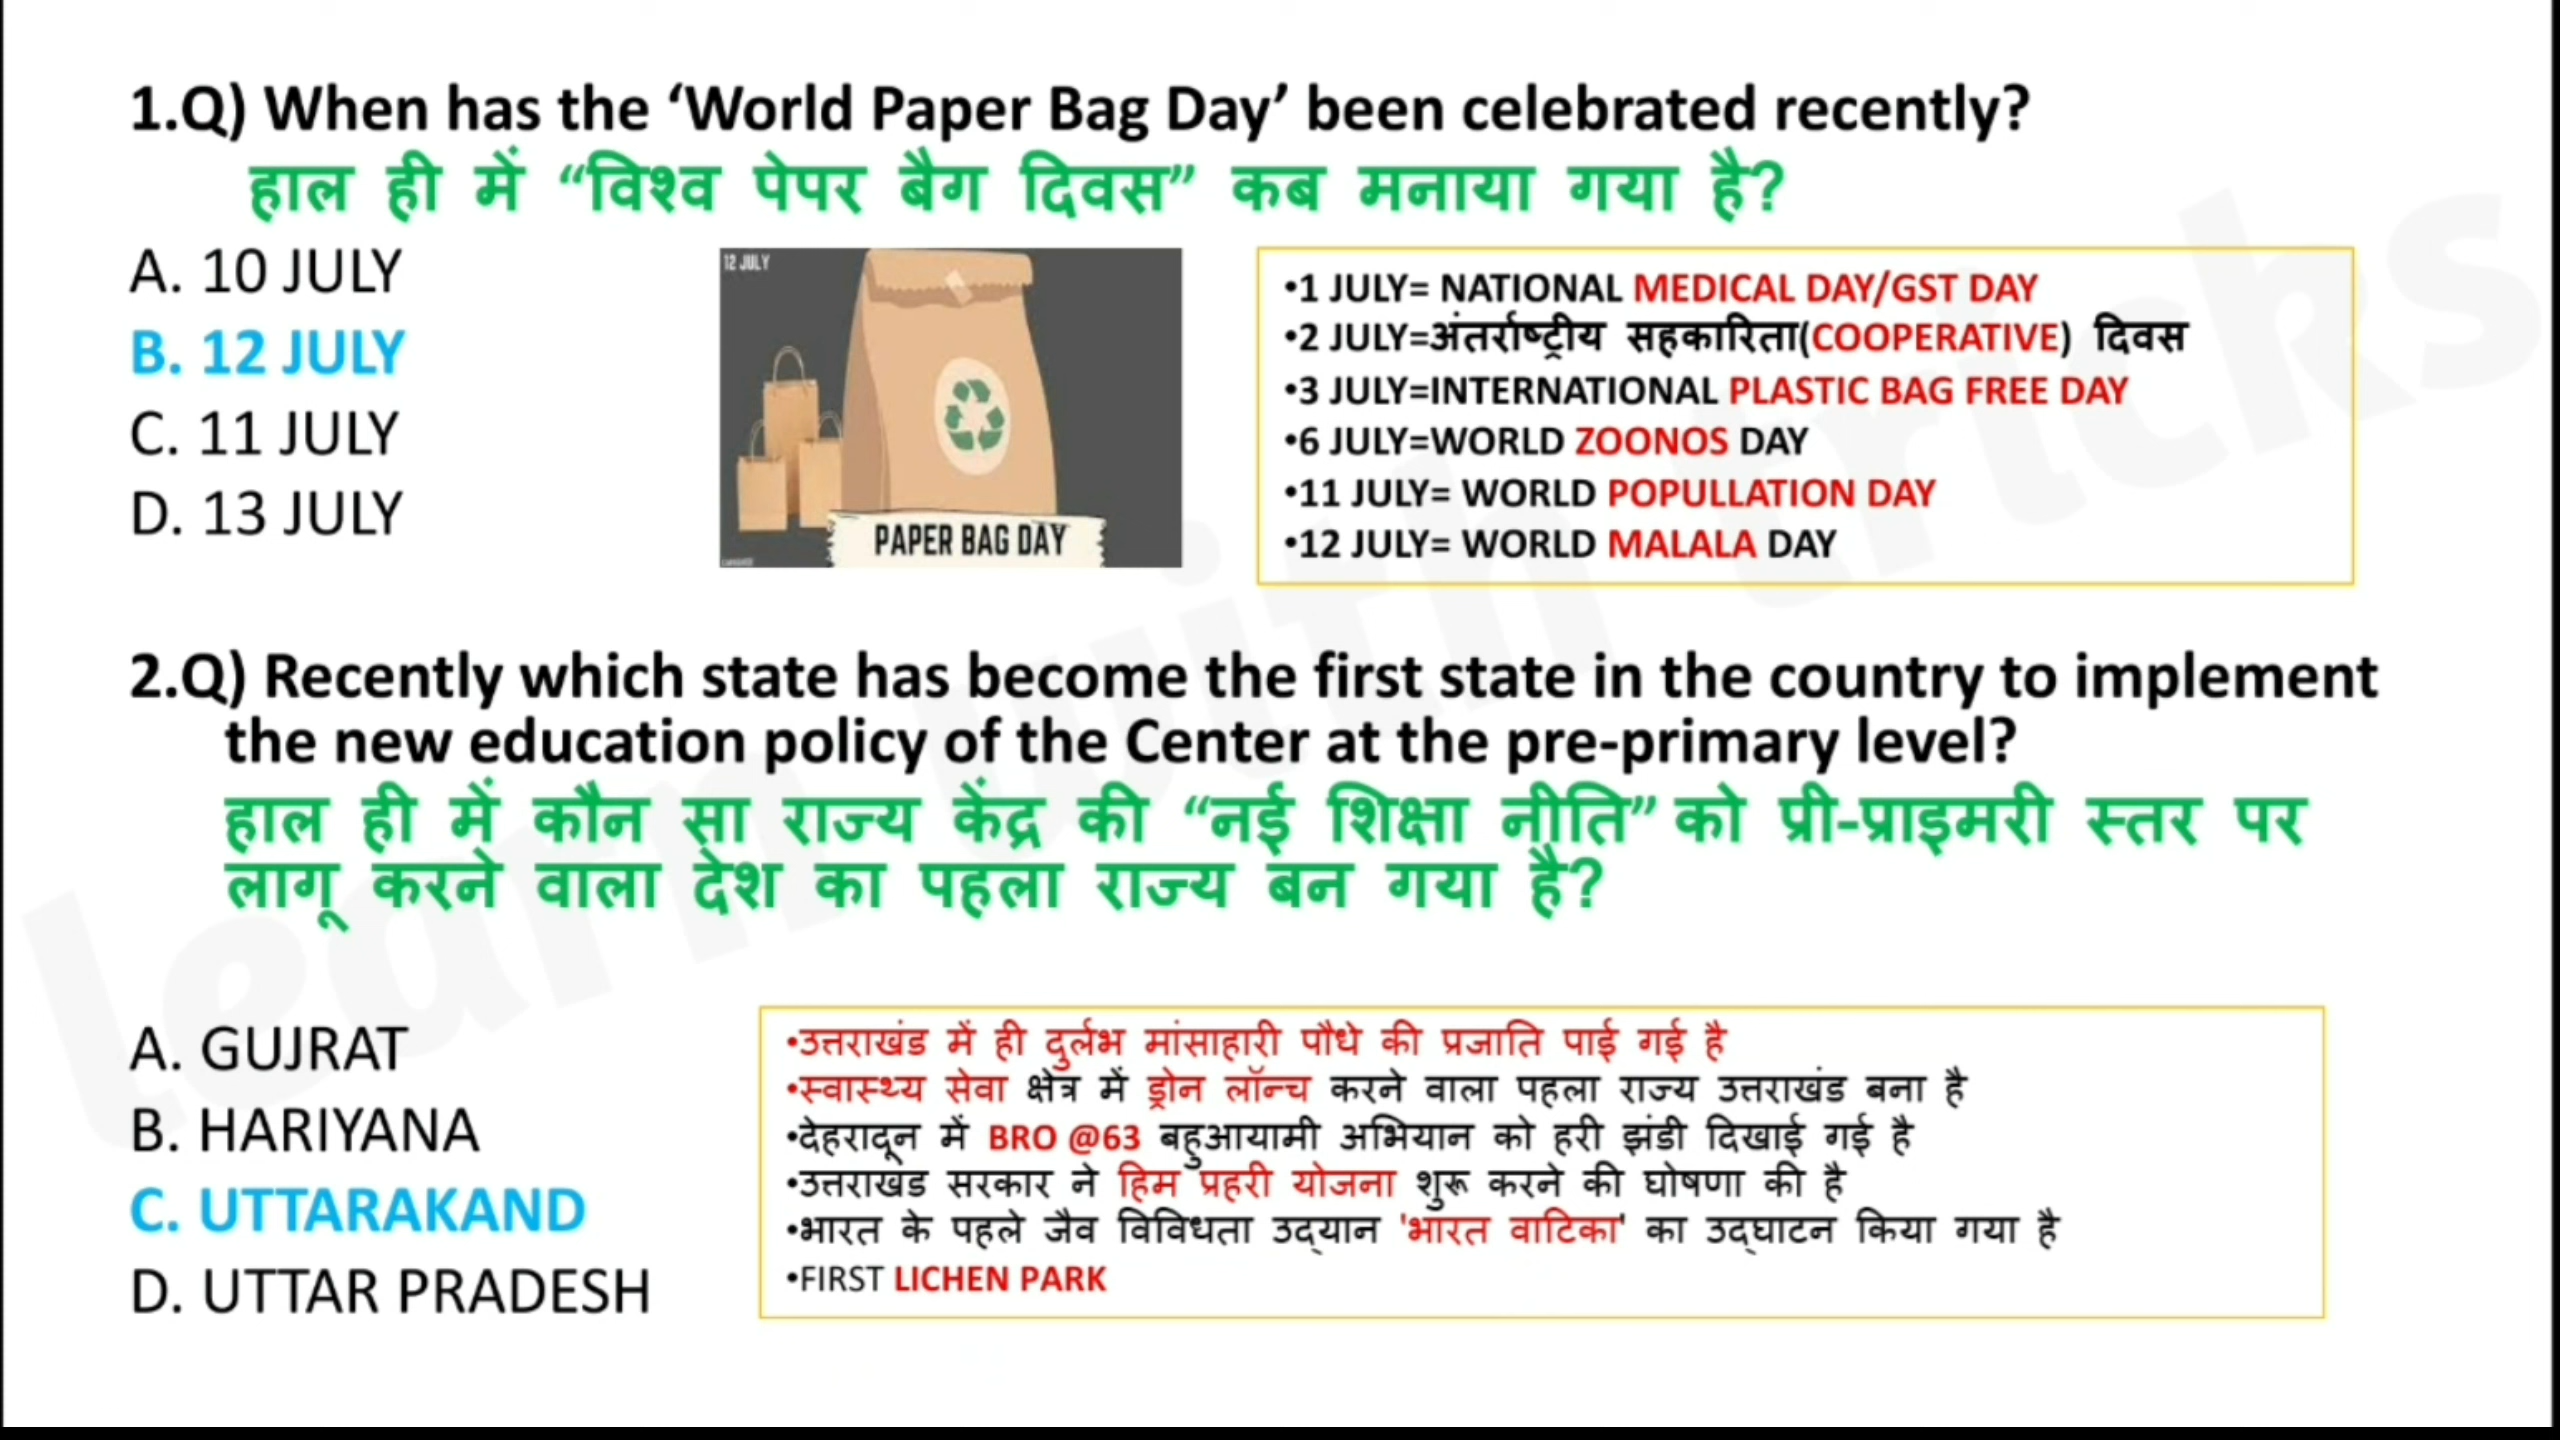 1.Q) When has the ‘World Paper Bag Day’ been celebrated recently?
हाल ही में “विश्व पेपर बैग दिवस” कब मनाया गया है?
A. 10 JULY
B. 12 JULY
C. 11 JULY
D. 13 JULY
12 JULY
PAPER BAG DAY
•1 JULY= NATIONAL MEDICAL DAY/GST DAY
•2 JULY=अंतर्राष्ट्रीय सहकारिता(COOPERATIVE) दिवस
•3 JULY=INTERNATIONAL PLASTIC BAG FREE DAY
•6 JULY=WORLD ZOONOS DAY
•11 JULY= WORLD POPULLATION DAY
•12 JULY= WORLD MALALA DAY
2.Q) Recently which state has become the first state in the country to implement
the new education policy of the Center at the pre-primary level?
हाल ही में कौन सा राज्य केंद्र की “नई शिक्षा नीति” को प्री-प्राइमरी स्तर पर
लागू करने वाला देश का पहला राज्य बन गया है?
A. GUJRAT
B. HARIYANA
C. UTTARAKAND
D. UTTAR PRADESH
•उत्तराखंड में ही दुर्लभ मांसाहारी पौधे की प्रजाति पाई गई है
•स्वास्थ्य सेवा क्षेत्र में ड्रोन लॉन्च करने वाला पहला राज्य उत्तराखंड बना है
•देहरादून में BRO @63 बहुआयामी अभियान को हरी झंडी दिखाई गई है
•उत्तराखंड सरकार ने हिम प्रहरी योजना शुरू करने की घोषणा की है
•भारत के पहले जैव विविधता उद्यान 'भारत वाटिका' का उद्घाटन किया गया है
•FIRST LICHEN PARK
learn with tricks